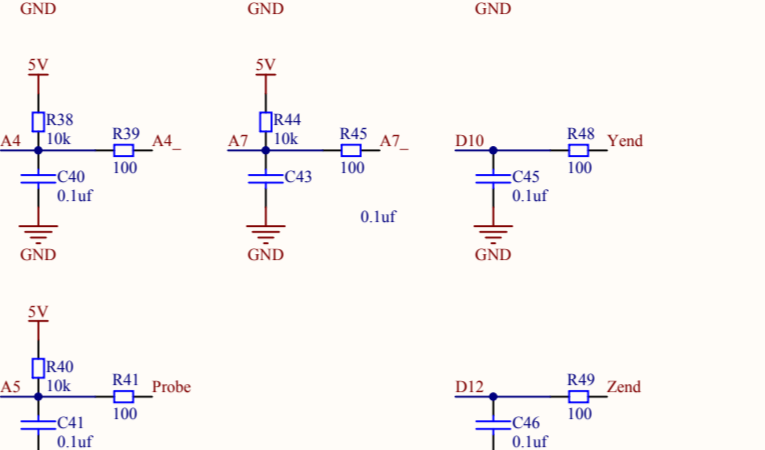 GND
GND
GND
5V
R38
10k
A4
R39
A4_
100
C40
0.1uf
GND
5V
R44
10k
A7
R45
A7_
100
C43
0.1uf
GND
D10
R48
Yend
100
C45
0.1uf
GND
5V
R40
10k
A5
R41
Probe
100
C41
0.1uf
D12
R49
Zend
100
C46
0.1uf